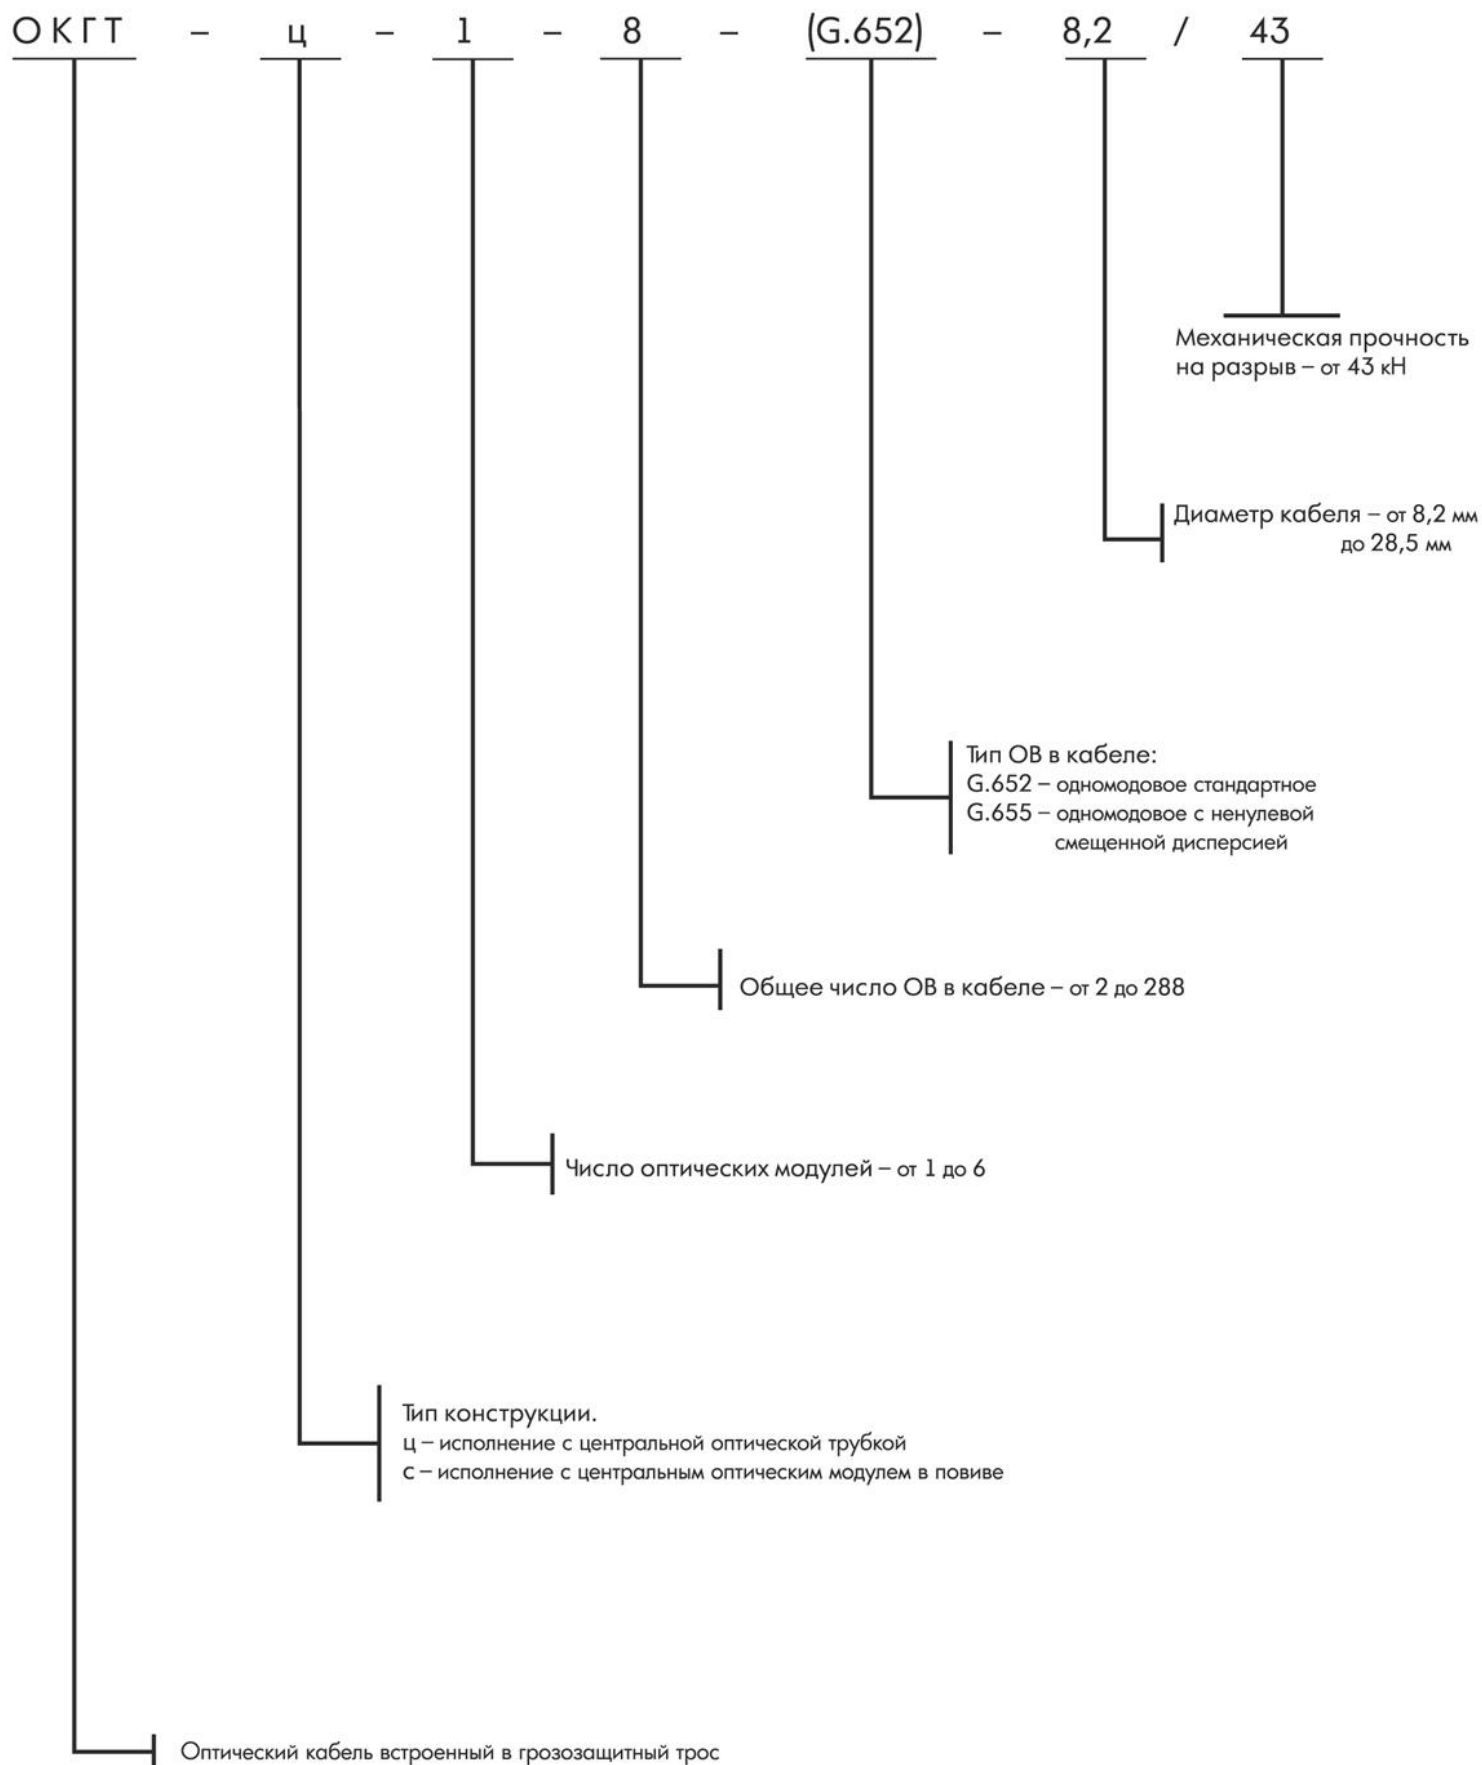 ОКГТ – ц – 1 – 8 – (G.652) – 8,2 / 43
Механическая прочность
на разрыв – от 43 кН
Диаметр кабеля – от 8,2 мм
до 28,5 мм
Тип ОВ в кабеле:
G.652 – одномодовое стандартное
G.655 – одномодовое с ненулевой
смещенной дисперсией
Общее число ОВ в кабеле – от 2 до 288
Число оптических модулей – от 1 до 6
Тип конструкции.
ц – исполнение с центральной оптической трубкой
с – исполнение с центральным оптическим модулем в повиве
Оптический кабель встроенный в грозозащитный трос